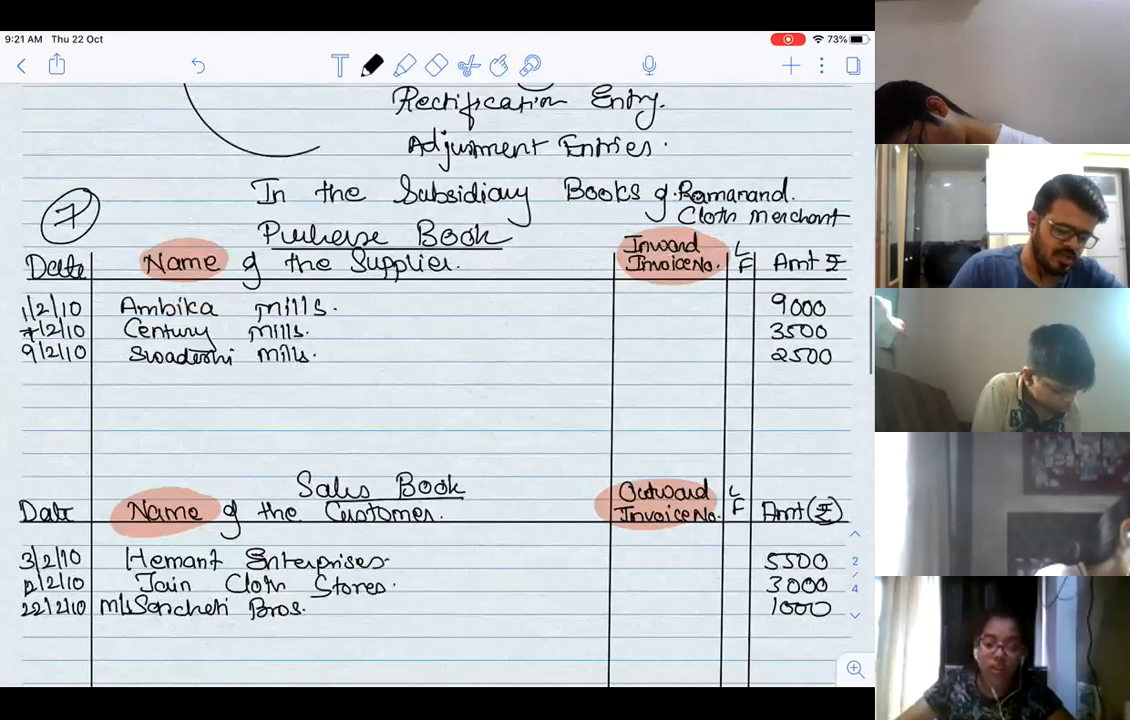 9:21 AM Thu 22 Oct 73%
T
Rectification Entry.
Adjustment Entries.
7 In the Subsidiary Books of Ramanand
Cloth Merchant
Purchase Book
Date Name of the Supplier. Inward Invoice No. L F Amt ₹
1/2/10 Ambika Mills. 9000
7/2/10 Century Mills. 3500
9/2/10 Swadeshi Mills. 2500
Sales Book
Date Name of the Customer. Outward Invoice No. L F Amt (₹)
3/2/10 Hemant Enterprises 5500
12/2/10 Jain Cloth Stores. 3000
22/2/10 M/s Sancheti Bros. 1000
2
/
4